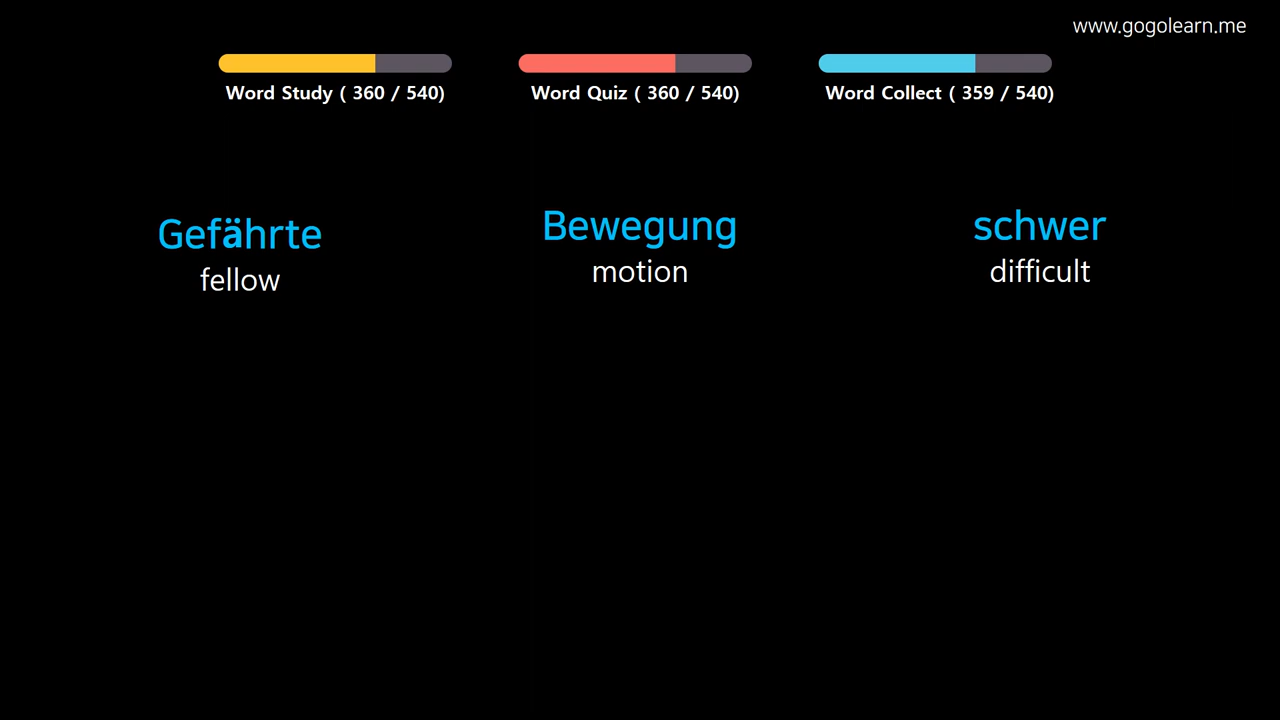 www.gogolearn.me
Word Study ( 360 / 540)
Word Quiz ( 360 / 540)
Word Collect ( 359 / 540)
Gefährte
fellow
Bewegung
motion
schwer
difficult